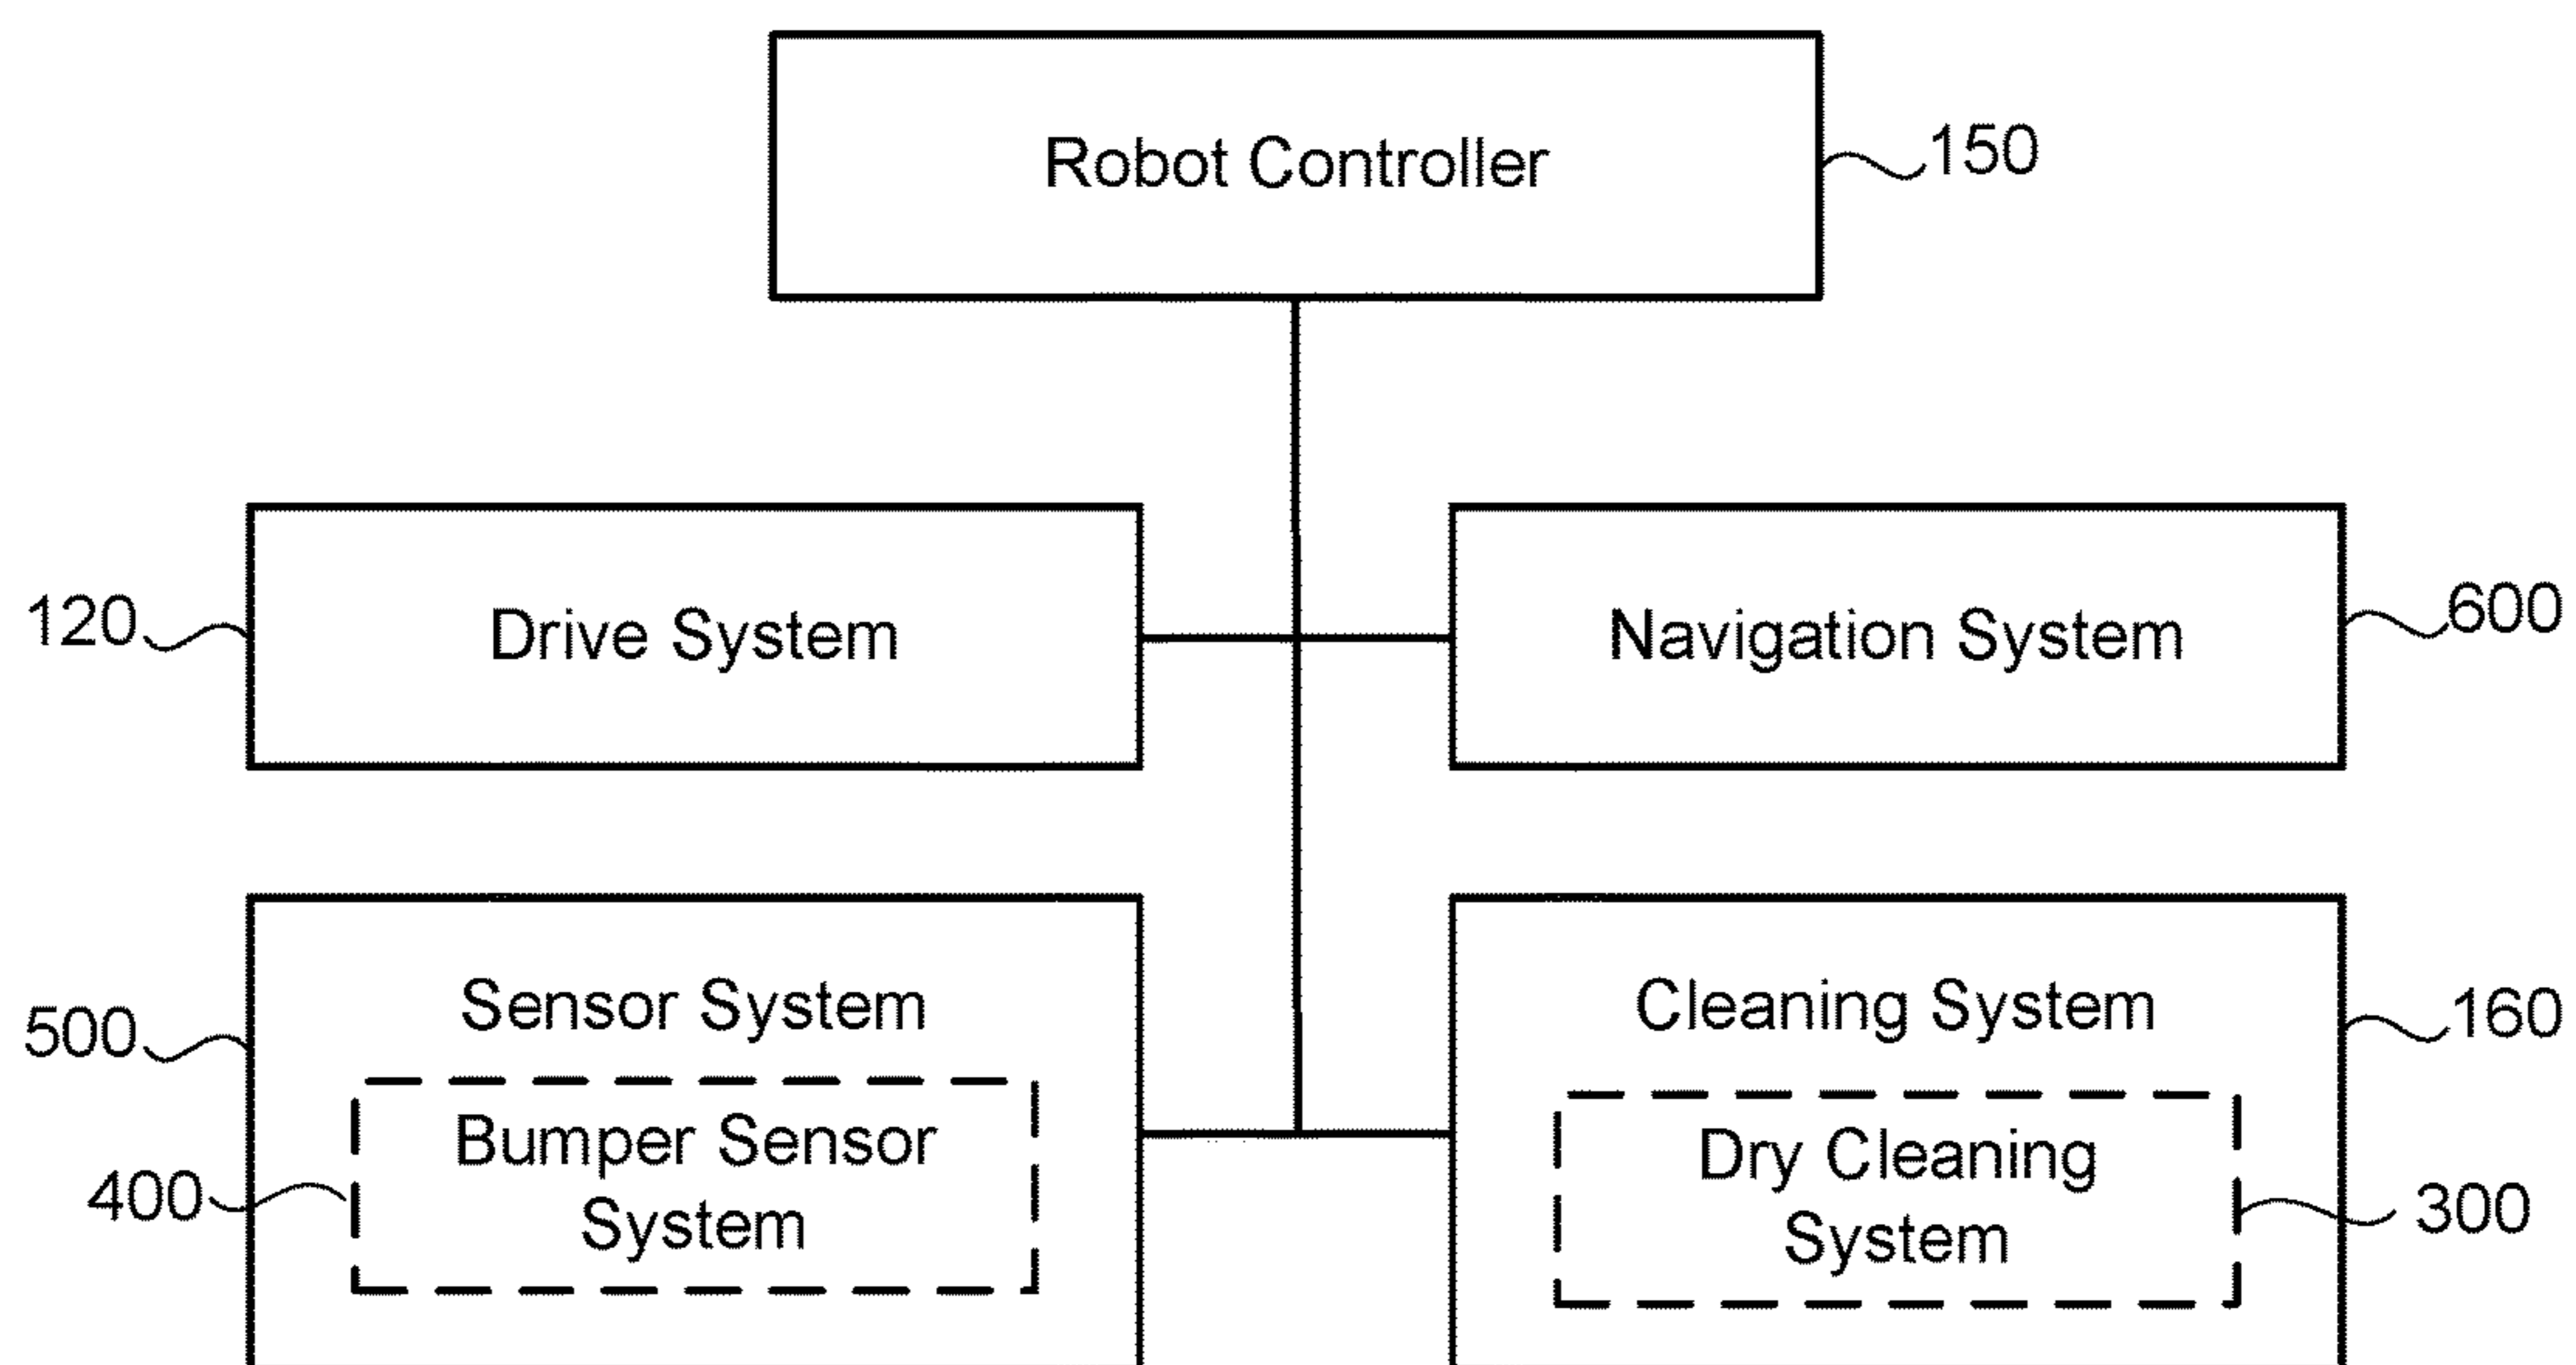 Robot Controller
150
120
Drive System
Navigation System
600
Sensor System
500
Bumper Sensor
System
400
Cleaning System
160
Dry Cleaning
System
300